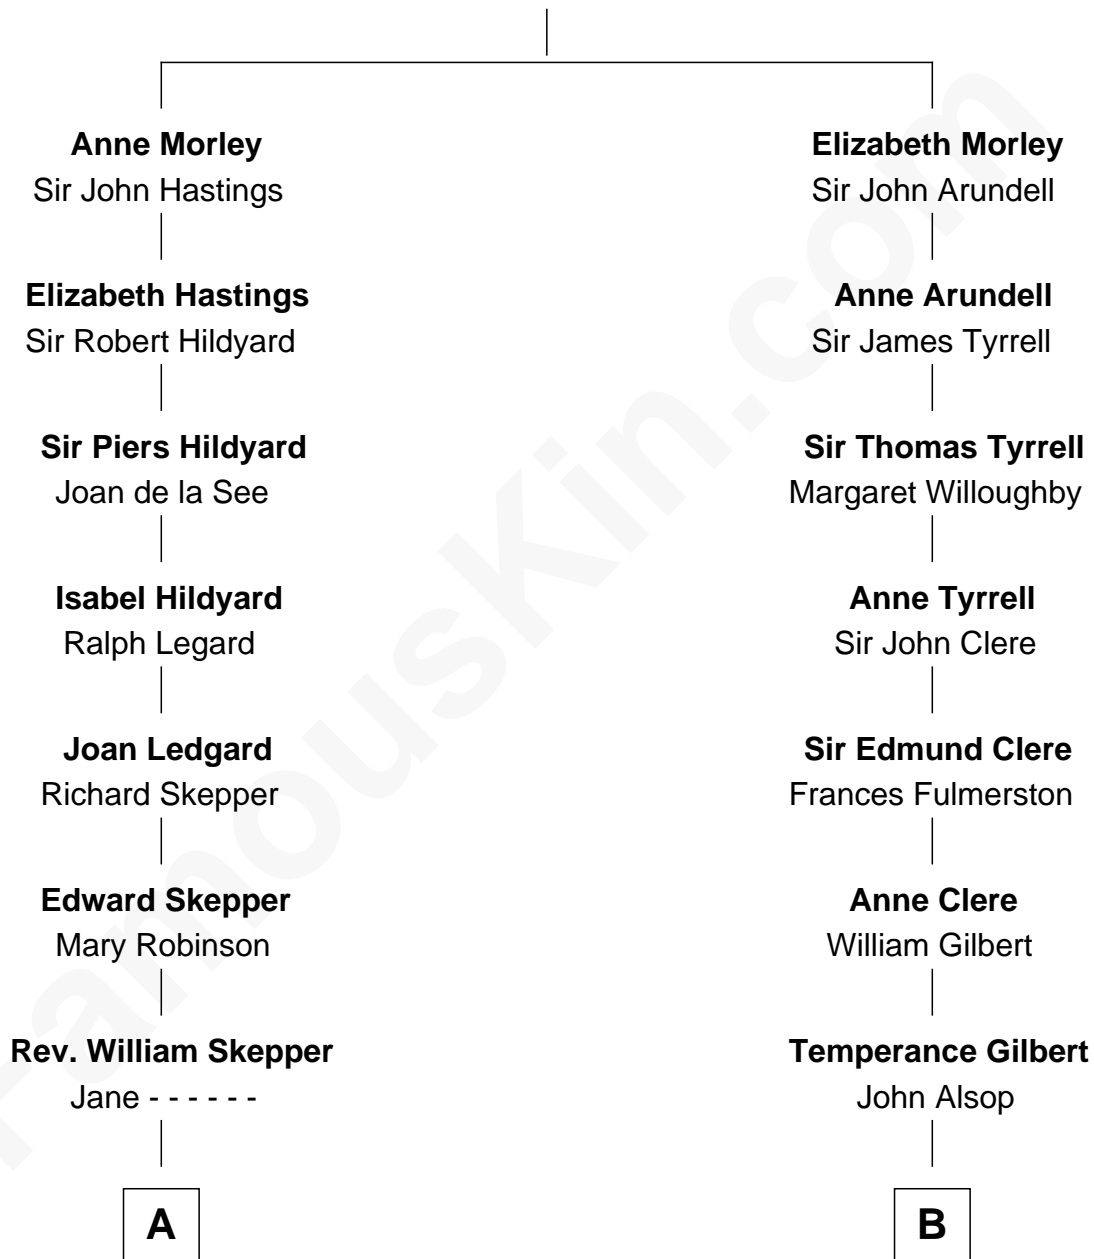 Anne Morley
Sir John Hastings
Elizabeth Hastings
Sir Robert Hildyard
Sir Piers Hildyard
Joan de la See
Isabel Hildyard
Ralph Legard
Joan Ledgard
Richard Skepper
Edward Skepper
Mary Robinson
Rev. William Skepper
Jane - - - - - -
A
Elizabeth Morley
Sir John Arundell
Anne Arundell
Sir James Tyrrell
Sir Thomas Tyrrell
Margaret Willoughby
Anne Tyrrell
Sir John Clere
Sir Edmund Clere
Frances Fulmerston
Anne Clere
William Gilbert
Temperance Gilbert
John Alsop
B
FamousKin.com